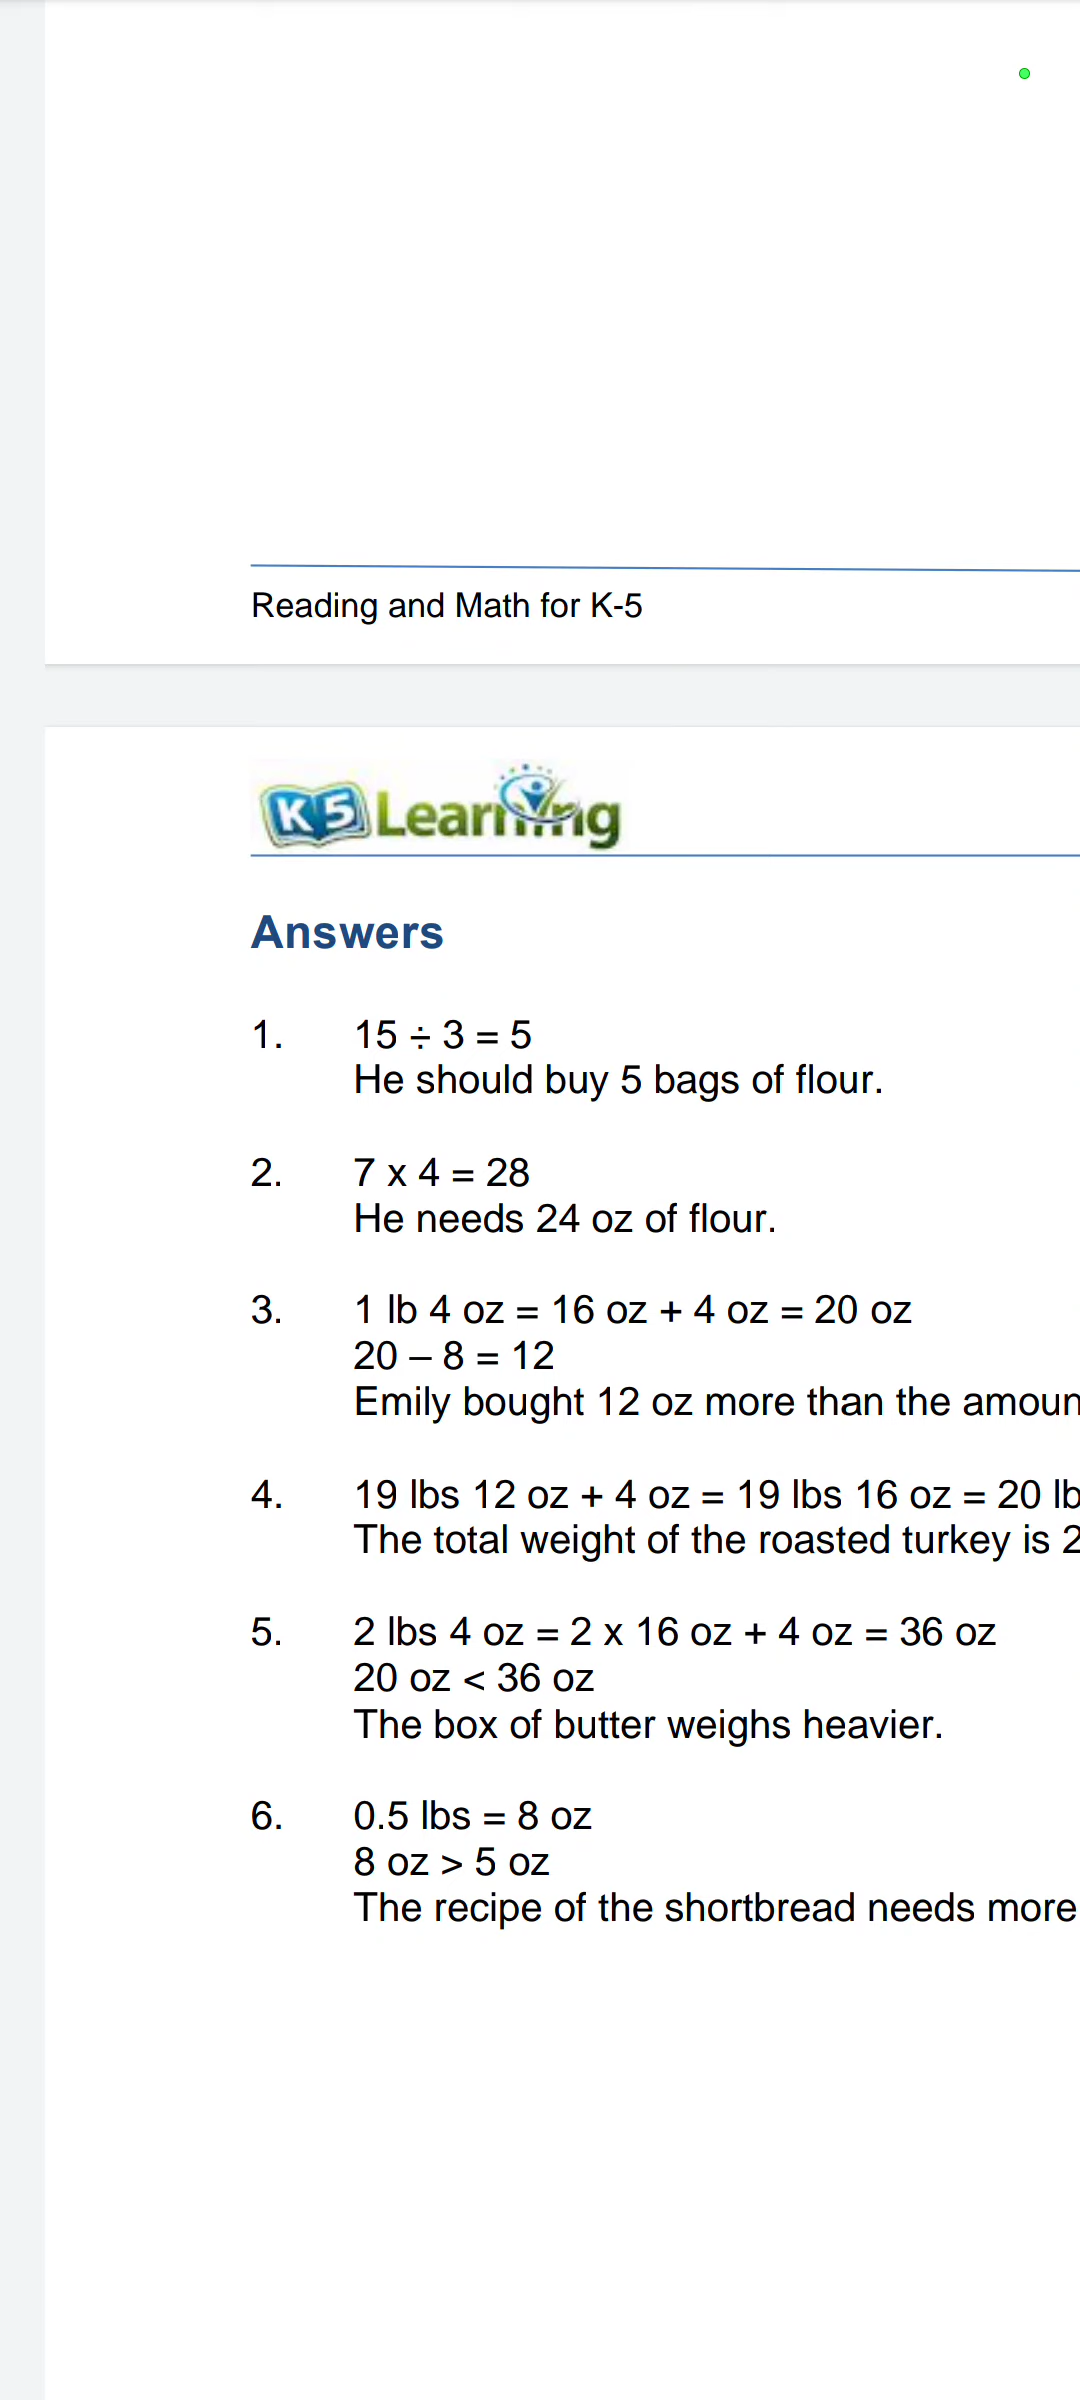 Reading and Math for K-5
K5 Learning
Answers
1. 15 ÷ 3 = 5
He should buy 5 bags of flour.
2. 7 x 4 = 28
He needs 24 oz of flour.
3. 1 lb 4 oz = 16 oz + 4 oz = 20 oz
20 – 8 = 12
Emily bought 12 oz more than the amoun
4. 19 lbs 12 oz + 4 oz = 19 lbs 16 oz = 20 lb
The total weight of the roasted turkey is 2
5. 2 lbs 4 oz = 2 x 16 oz + 4 oz = 36 oz
20 oz < 36 oz
The box of butter weighs heavier.
6. 0.5 lbs = 8 oz
8 oz > 5 oz
The recipe of the shortbread needs more